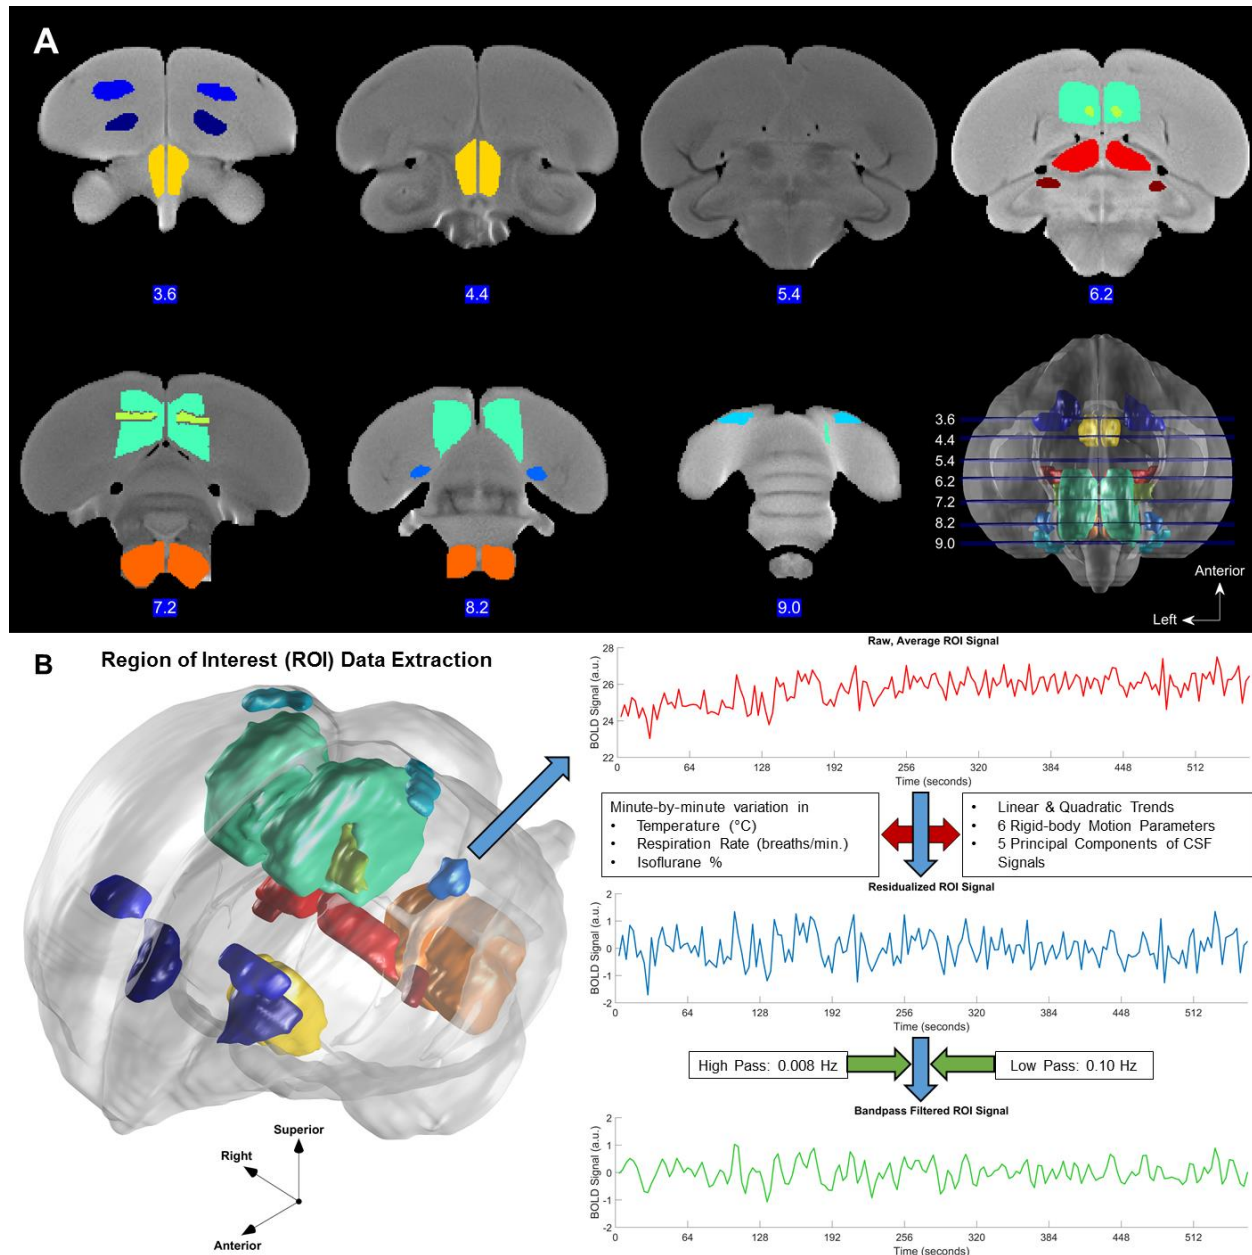 A
3.6
4.4
5.4
6.2
7.2
8.2
9.0
3.6
4.4
5.4
6.2
7.2
8.2
9.0
Anterior
Left
B
Region of Interest (ROI) Data Extraction
Superior
Right
Anterior
Raw, Average ROI Signal
BOLD Signal (a.u.)
28
26
24
22
0 64 128 192 256 320 384 448 512
Time (seconds)
Minute-by-minute variation in
• Temperature (°C)
• Respiration Rate (breaths/min.)
• Isoflurane %
• Linear & Quadratic Trends
• 6 Rigid-body Motion Parameters
• 5 Principal Components of CSF
Signals
Residualized ROI Signal
BOLD Signal (a.u.)
2
1
0
-1
-2
0 64 128 192 256 320 384 448 512
Time (seconds)
High Pass: 0.008 Hz
Low Pass: 0.10 Hz
Bandpass Filtered ROI Signal
BOLD Signal (a.u.)
2
1
0
-1
-2
0 64 128 192 256 320 384 448 512
Time (seconds)